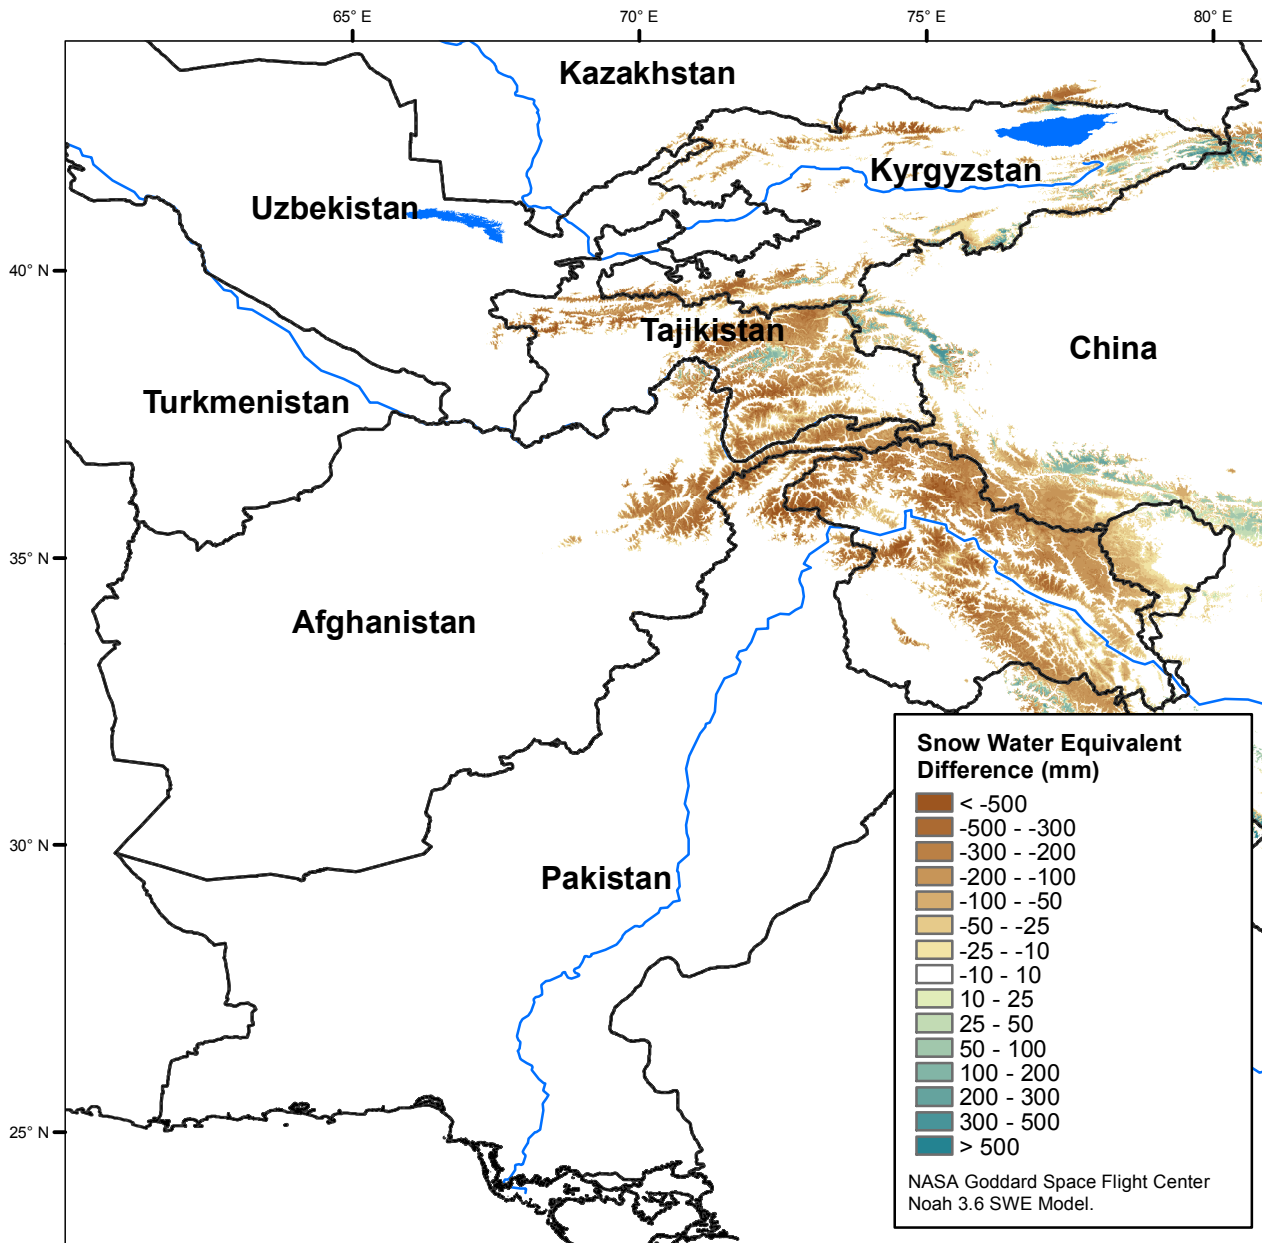 65° E 70° E 75° E 80° E
Kazakhstan
Kyrgyzstan
Uzbekistan
40° N
Tajikistan
China
Turkmenistan
35° N
Afghanistan
Snow Water Equivalent
Difference (mm)
< -500
-500 - -300
-300 - -200
-200 - -100
-100 - -50
-50 - -25
-25 - -10
-10 - 10
10 - 25
25 - 50
50 - 100
100 - 200
200 - 300
300 - 500
> 500
30° N
Pakistan
25° N
NASA Goddard Space Flight Center
Noah 3.6 SWE Model.